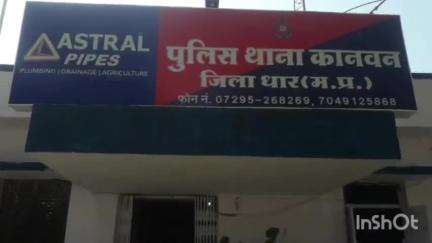 ASTRAL
PIPES
PLUMBING | DRAINAGE | AGRICULTURE
पुलिस थाना कानवन
जिला धार(म.प्र.)
फोन नं. 07295-268269, 7049125868
InShOt